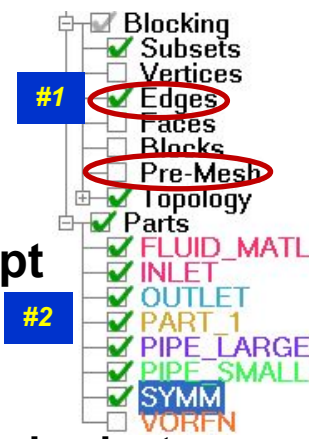 Blocking
Subsets
Vertices
#1
Edges
Faces
Blocks
Pre-Mesh
Topology
Parts
pt
FLUID_MATL
INLET
OUTLET
#2
PART_1
PIPE_LARGE
PIPE_SMALL
SYMM
VORFN